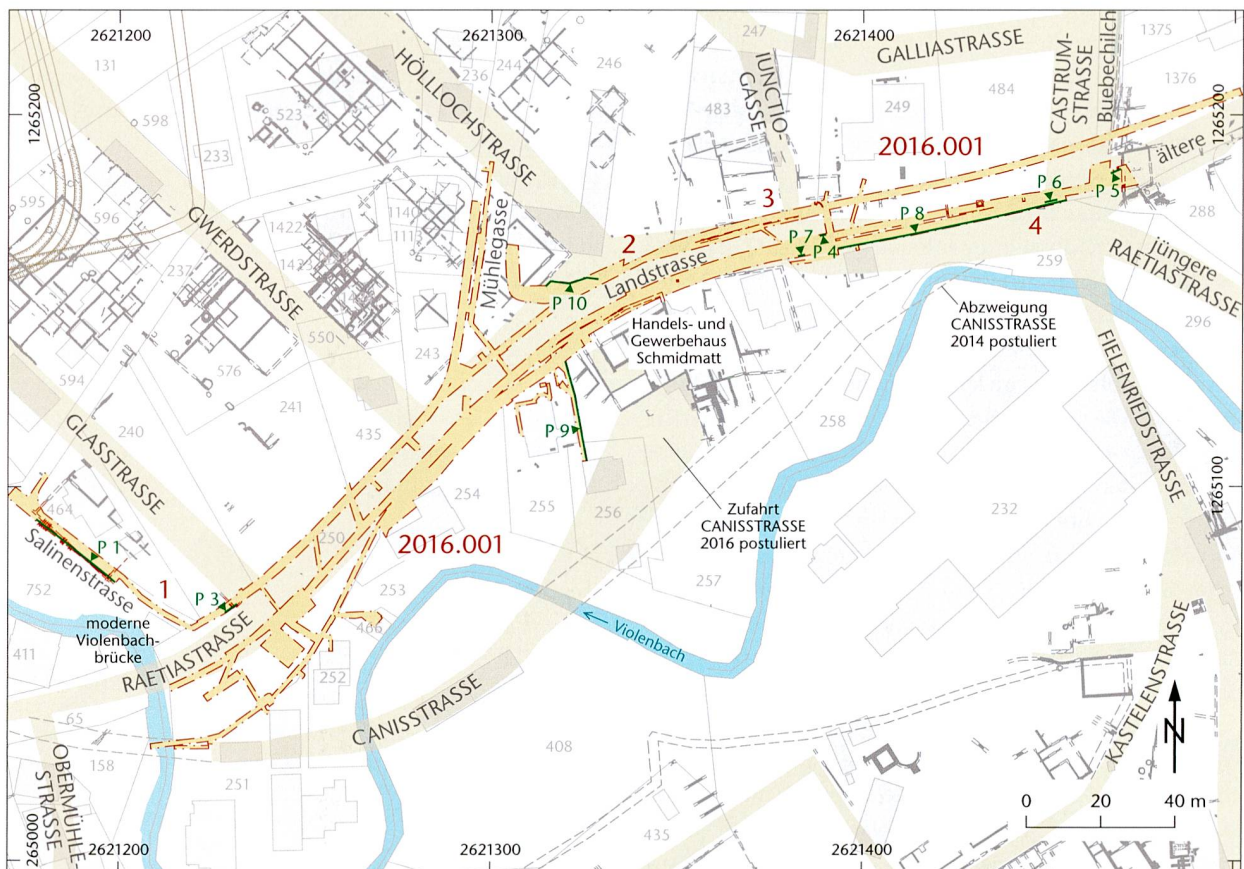 2621200
2621300
2621400
1265200
1265200
1265100
265000
2621200
2621300
2621400
131
598
523
233
595
596
236
244
246
247
483
249
484
1375
1376
HÖLLLOCHSTRASSE
JUNCTIO-
GASSE
GALLIASTRASSE
CASTRUM-
STRASSE
Buebechilch
2016.001
ältere
jüngere
RAETIASTRASSE
288
296
259
P 6
P 5
P 8
P 7
P 4
4
3
2
P 10
Landstrasse
Mühlegasse
GWERDSTRASSE
1422
1140
237
550
576
243
594
241
435
240
GLASSTRASSE
464
Salinenstrasse
P 1
1
P 3
752
moderne
Violenbach-
brücke
411
RAETIASTRASSE
65
158
OBERMÜHLE-
STRASSE
250
254
255
256
253
466
252
251
2016.001
P 9
Handels- und
Gewerbehaus
Schmidmatt
Abzweigung
CANISSTRASSE
2014 postuliert
258
Zufahrt
CANISSTRASSE
2016 postuliert
257
232
FIELENRIEDSTRASSE
← Violenbach
CANISSTRASSE
408
435
KASTELENSTRASSE
N
0 20 40 m